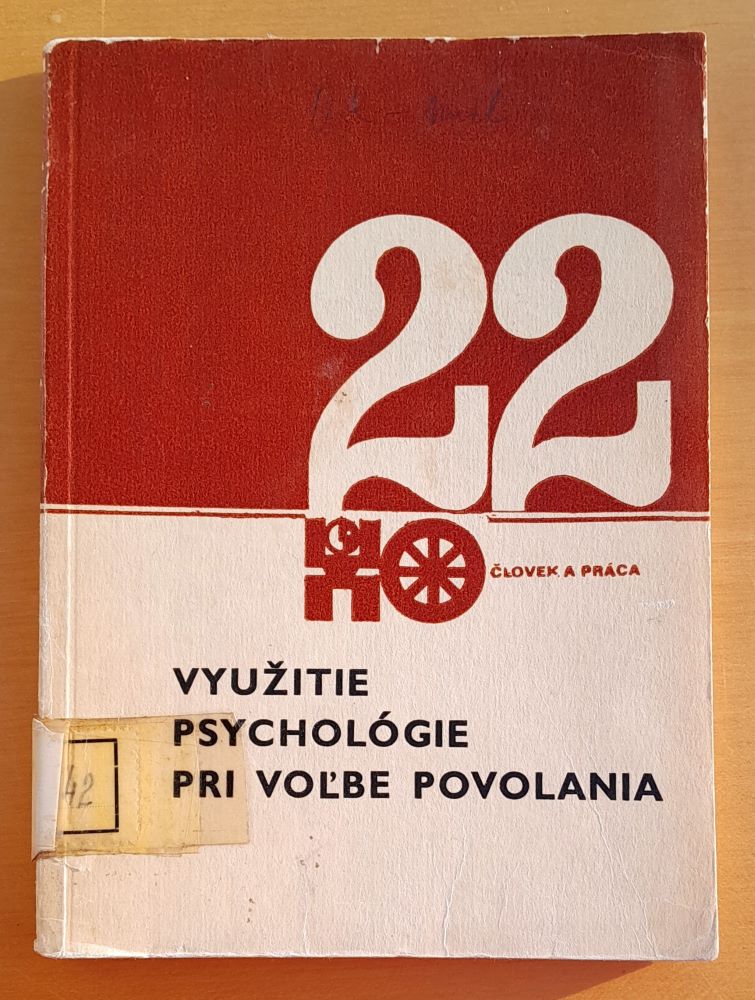 22
ČLOVEK A PRÁCA
VYUŽITIE
PSYCHOLÓGIE
PRI VOĽBE POVOLANIA
42